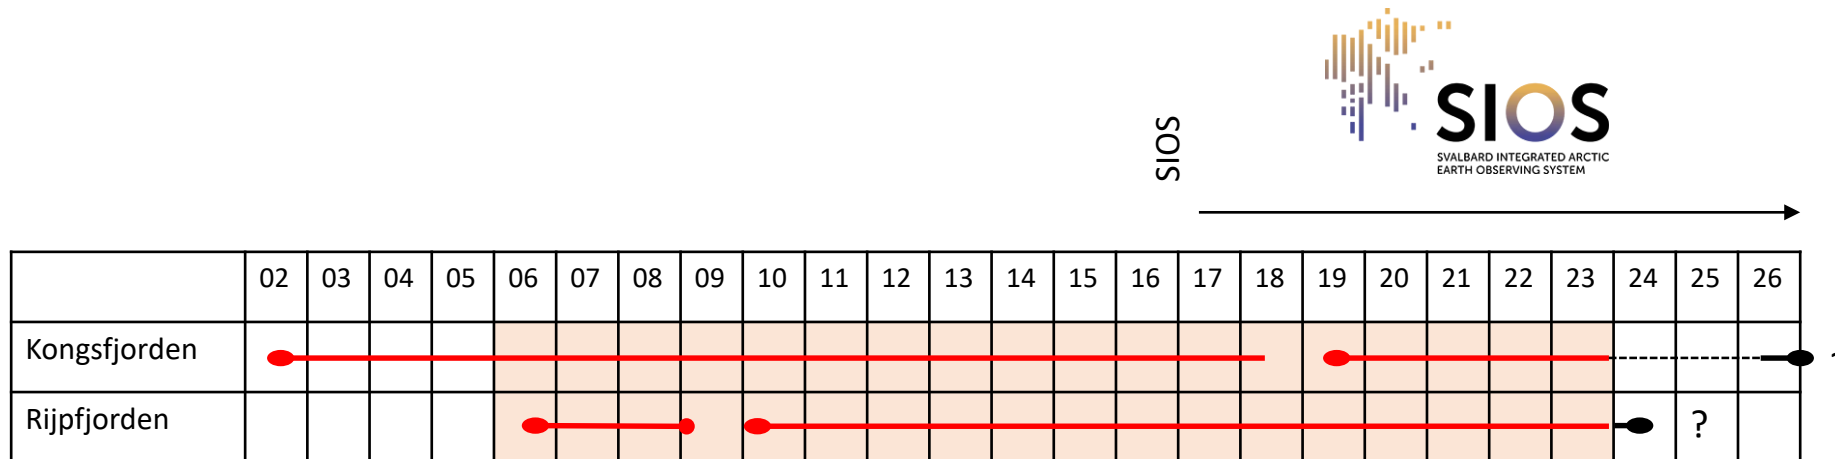 SIOS
SIOS
SVALBARD INTEGRATED ARCTIC
EARTH OBSERVING SYSTEM
02 03 04 05 06 07 08 09 10 11 12 13 14 15 16 17 18 19 20 21 22 23 24 25 26
Kongsfjorden
Rijpfjorden ?